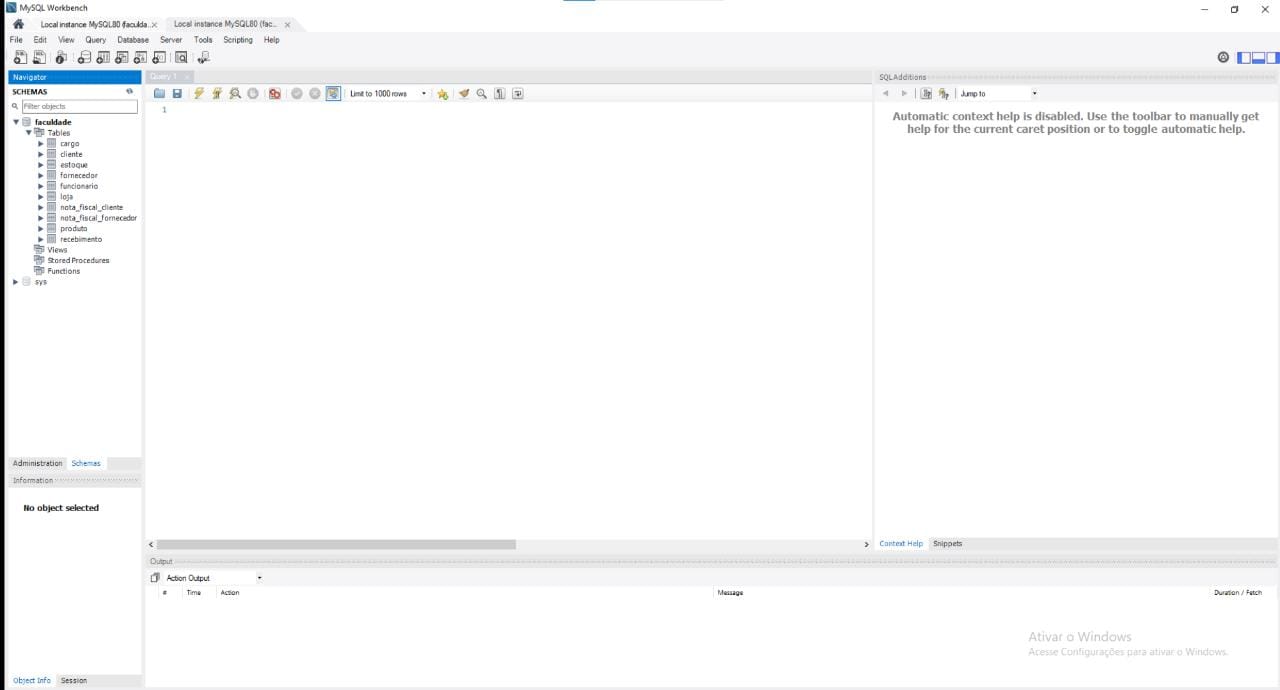 MySQL Workbench
Local instance MySQL80 (faculda... × Local instance MySQL80 (fac... ×
File Edit View Query Database Server Tools Scripting Help
Navigator
SCHEMAS
Filter objects
faculdade
Tables
cargo
cliente
estoque
fornecedor
funcionario
loja
nota_fiscal_cliente
nota_fiscal_fornecedor
produto
recebimento
Views
Stored Procedures
Functions
sys
Administration Schemas
Information
No object selected
Object Info Session
Query 1 ×
Limit to 1000 rows
1
SQLAdditions
Jump to
Automatic context help is disabled. Use the toolbar to manually get
help for the current caret position or to toggle automatic help.
Context Help Snippets
Output
Action Output
# Time Action Message Duration / Fetch
Ativar o Windows
Acesse Configurações para ativar o Windows.